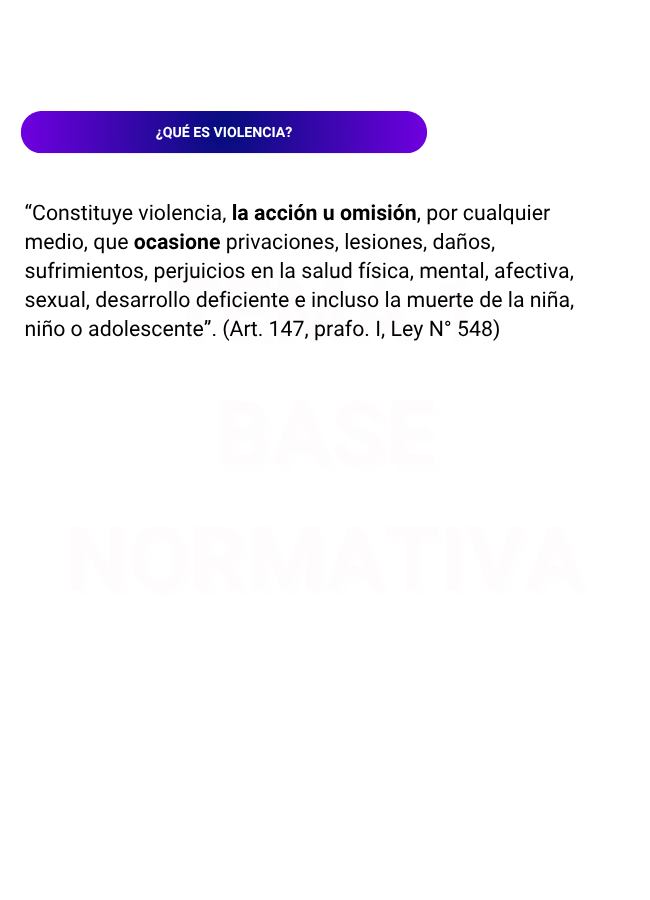 ¿QUÉ ES VIOLENCIA?
“Constituye violencia, la acción u omisión, por cualquier
medio, que ocasione privaciones, lesiones, daños,
sufrimientos, perjuicios en la salud física, mental, afectiva,
sexual, desarrollo deficiente e incluso la muerte de la niña,
niño o adolescente”. (Art. 147, prafo. I, Ley N° 548)
BASE
NORMATIVA